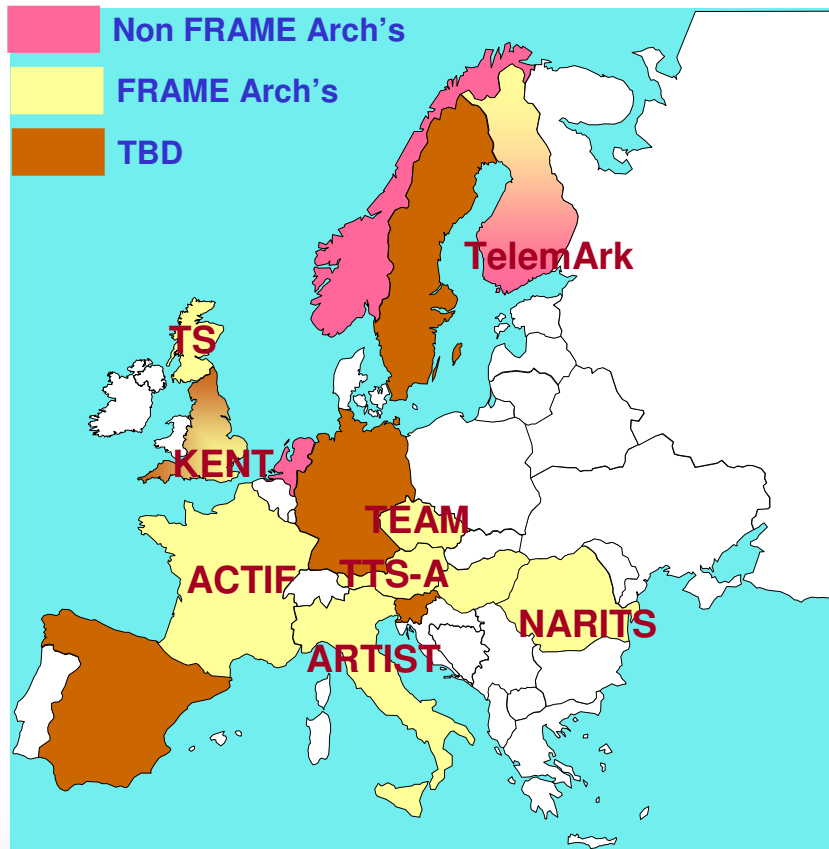 Non FRAME Arch's
FRAME Arch's
TBD
TelemArk
TS
KENT
TEAM
TTS-A
ACTIF
NARITS
ARTIST